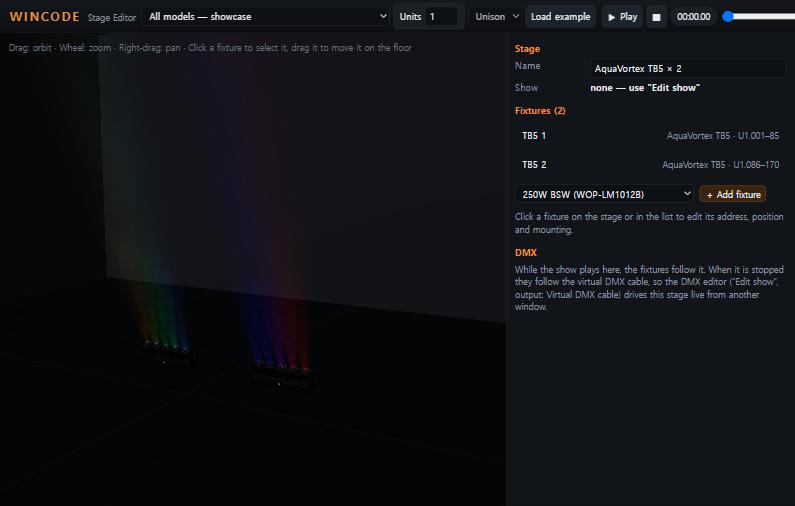 WINCODE Stage Editor All models — showcase Units 1 Unison Load example ▶ Play ■ 00:00.00
Drag: orbit · Wheel: zoom · Right-drag: pan · Click a fixture to select it, drag it to move it on the floor
Stage
Name AquaVortex TB5 × 2
Show none — use "Edit show"
Fixtures (2)
TB5 1 AquaVortex TB5 · U1.001–85
TB5 2 AquaVortex TB5 · U1.086–170
250W BSW (WOP-LM1012B) + Add fixture
Click a fixture on the stage or in the list to edit its address, position
and mounting.
DMX
While the show plays here, the fixtures follow it. When it is stopped
they follow the virtual DMX cable, so the DMX editor ("Edit show",
output: Virtual DMX cable) drives this stage live from another
window.